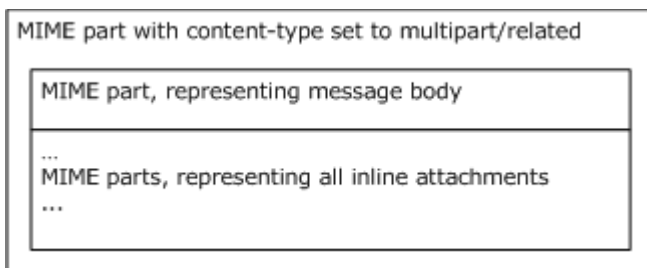 MIME part with content-type set to multipart/related
MIME part, representing message body
...
MIME parts, representing all inline attachments
...